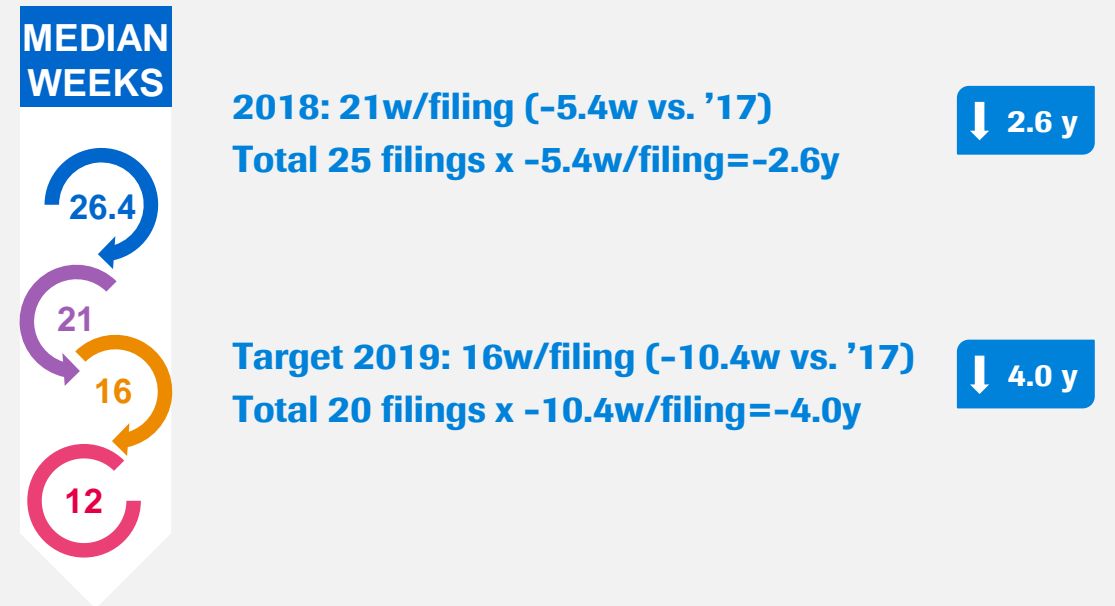 MEDIAN
WEEKS
26.4
21
16
12
2018: 21w/filing (-5.4w vs. ’17)
Total 25 filings x -5.4w/filing=-2.6y
2.6 y
Target 2019: 16w/filing (-10.4w vs. ’17)
Total 20 filings x -10.4w/filing=-4.0y
4.0 y